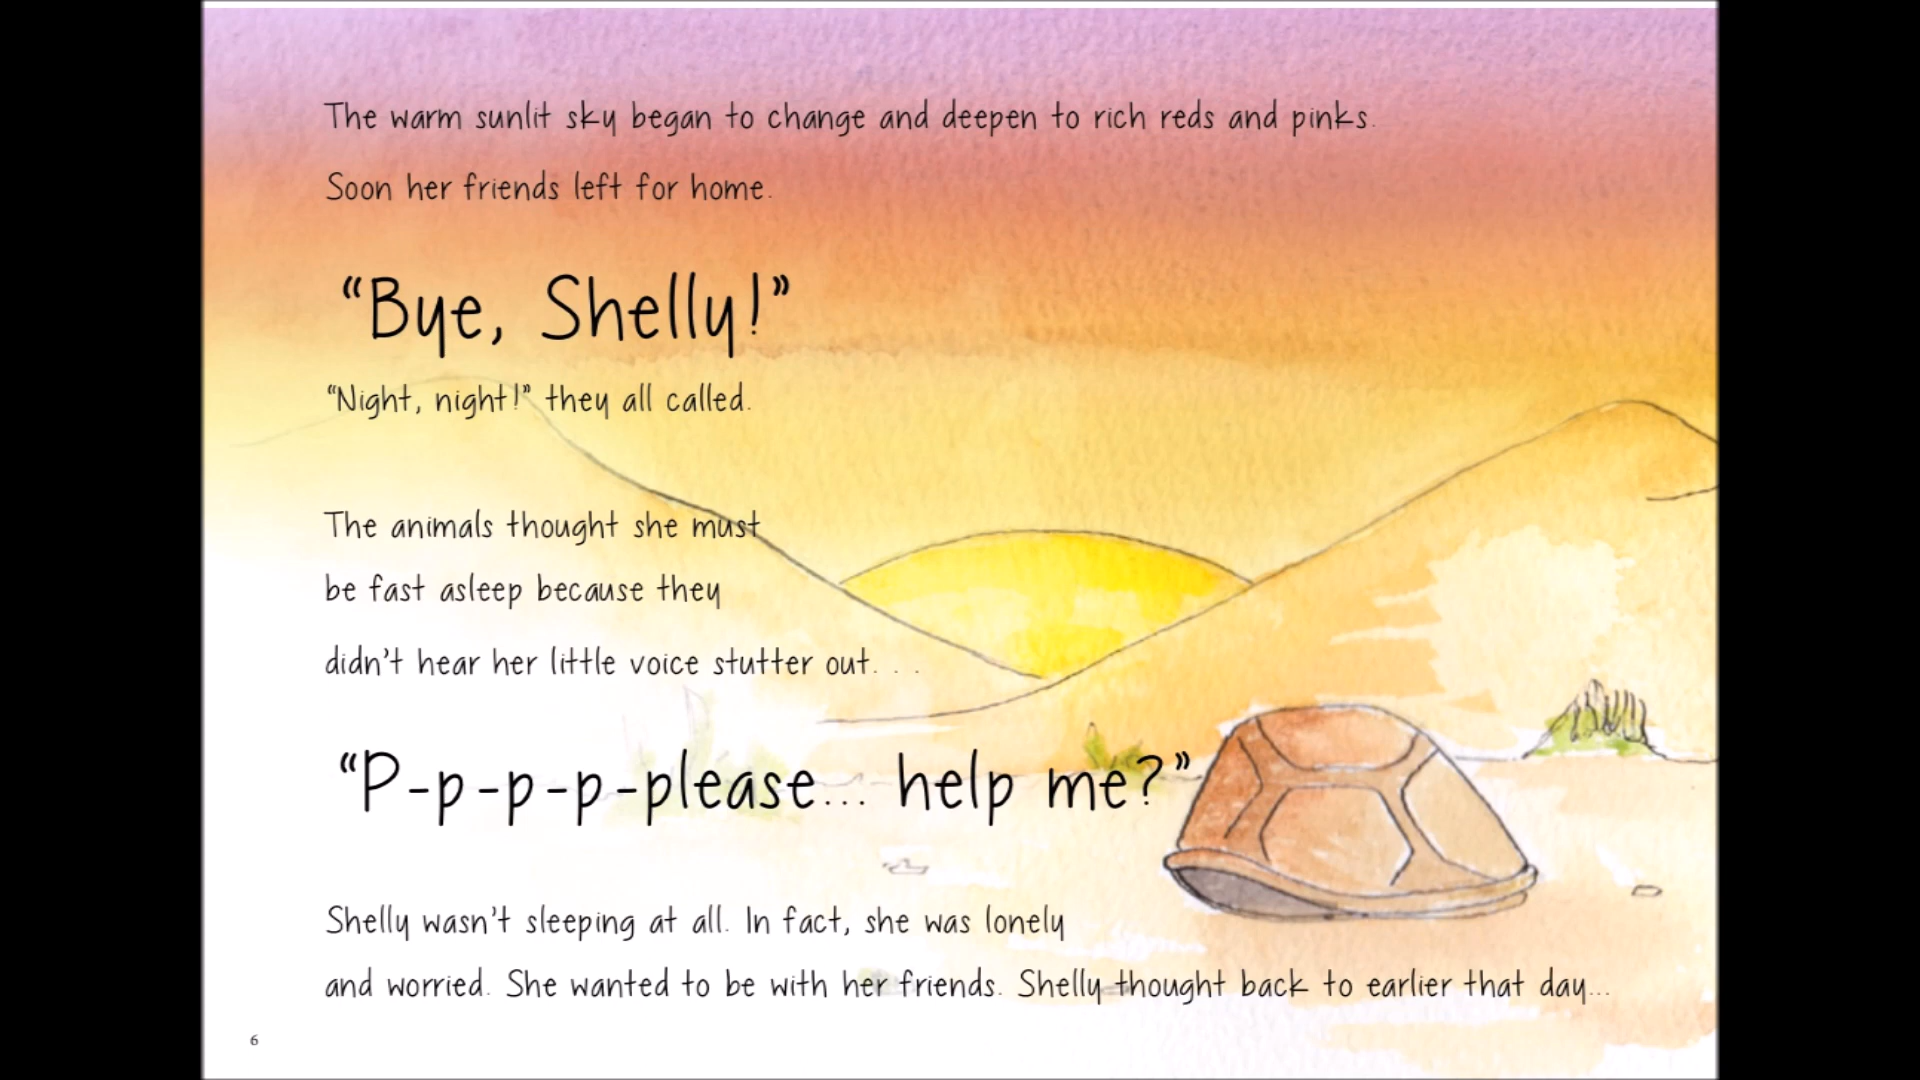 The warm sunlit sky began to change and deepen to rich reds and pinks.
Soon her friends left for home.
“Bye, Shelly!”
“Night, night!” they all called.
The animals thought she must
be fast asleep because they
didn’t hear her little voice stutter out. . .
“P-p-p-p-please... help me?”
Shelly wasn’t sleeping at all. In fact, she was lonely
and worried. She wanted to be with her friends. Shelly thought back to earlier that day...
6